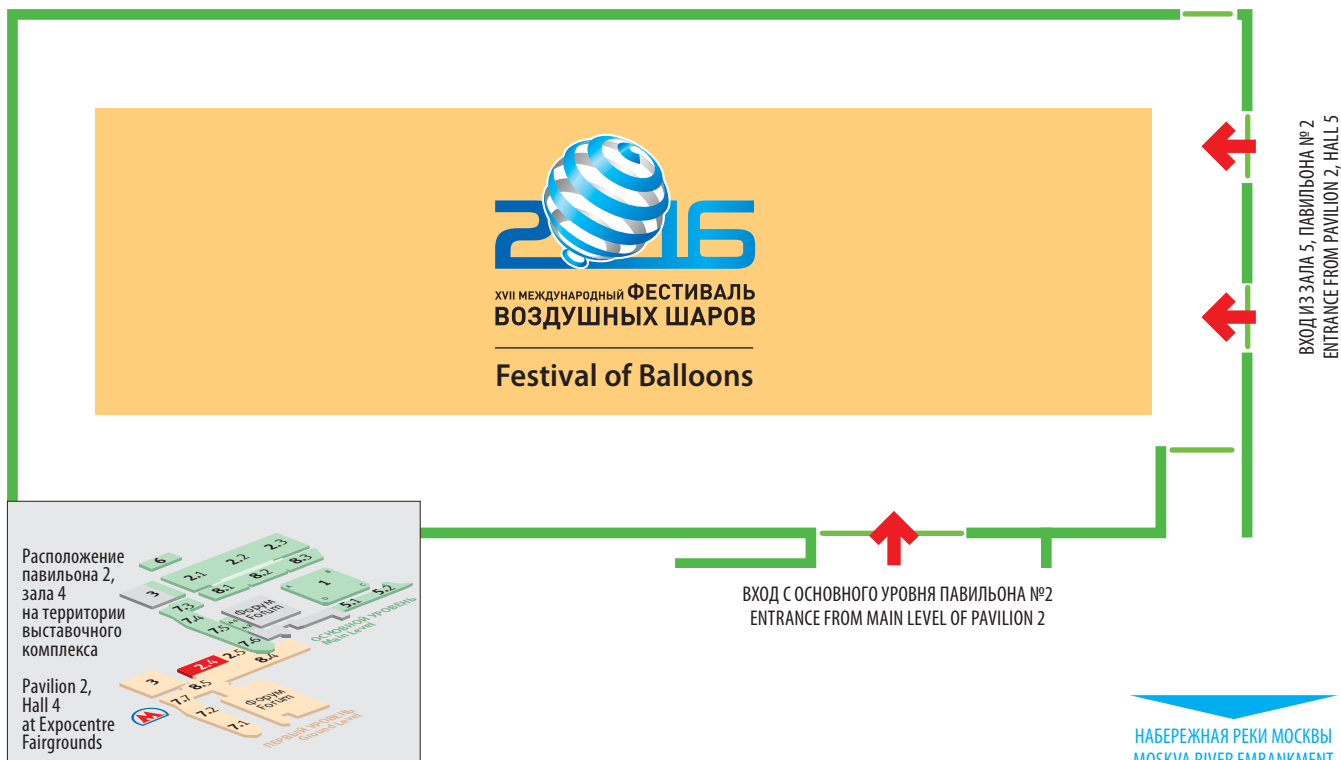 2016
XVII МЕЖДУНАРОДНЫЙ ФЕСТИВАЛЬ
ВОЗДУШНЫХ ШАРОВ
Festival of Balloons
ВХОД ИЗ ЗАЛА 5, ПАВИЛЬОНА № 2
ENTRANCE FROM PAVILION 2, HALL 5
ВХОД С ОСНОВНОГО УРОВНЯ ПАВИЛЬОНА №2
ENTRANCE FROM MAIN LEVEL OF PAVILION 2
Расположение
павильона 2,
зала 4
на территории
выставочного
комплекса
Pavilion 2,
Hall 4
at Expocentre
Fairgrounds
6
2.1
2.2
2.3
3
8.1
8.2
8.3
A
B
C
1
7.3
7.4
7.5
7.6
Форум
Forum
5.1
5.2
ОСНОВНОЙ УРОВЕНЬ
Main Level
2.4
2.5
8.4
3
8.5
7.7
7.2
7.1
Форум
Forum
М
ПЕРВЫЙ УРОВЕНЬ
Ground Level
НАБЕРЕЖНАЯ РЕКИ МОСКВЫ
MOSKVA RIVER EMBANKMENT